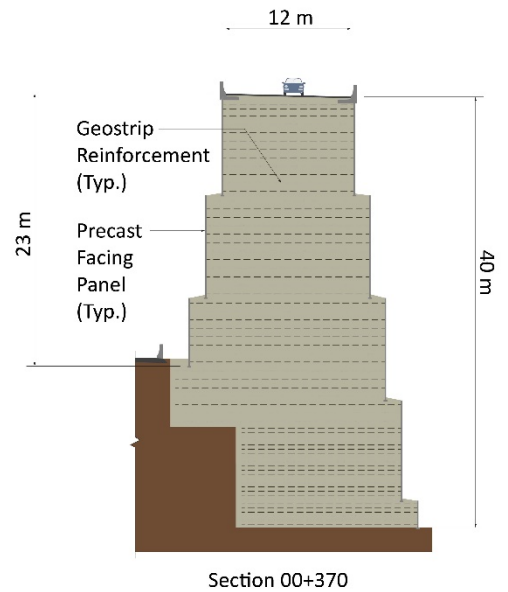 12 m
Geostrip
Reinforcement
(Typ.)
Precast
Facing
Panel
(Typ.)
23 m
40 m
Section 00+370